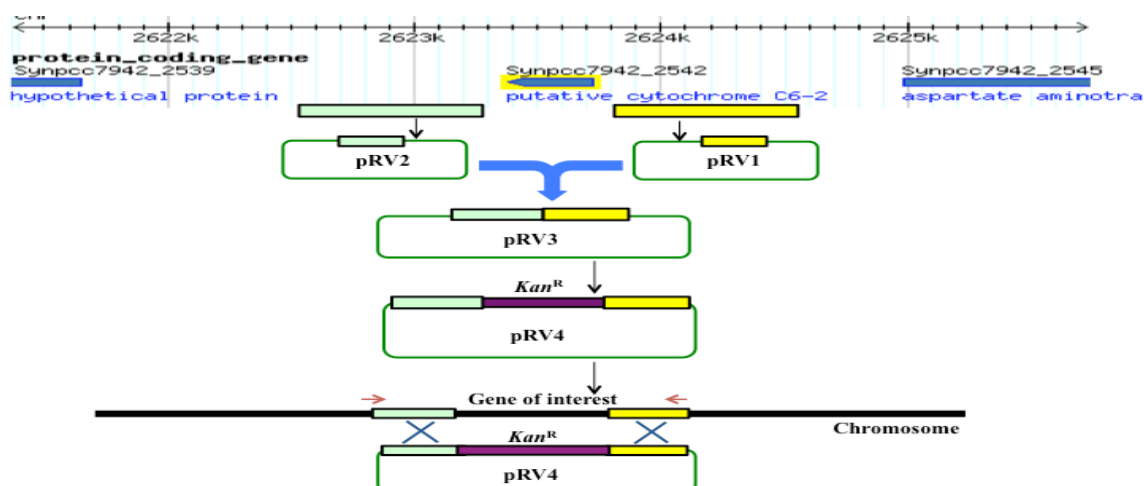 2622k 2623k 2624k 2625k
protein_coding_gene
Synpcc7942_2539 Synpcc7942_2542 Synpcc7942_2545
hypothetical protein putative cytochrome C6-2 aspartate aminotra
pRV2 pRV1
pRV3
Kanᴿ
pRV4
Gene of interest
Chromosome
Kanᴿ
pRV4